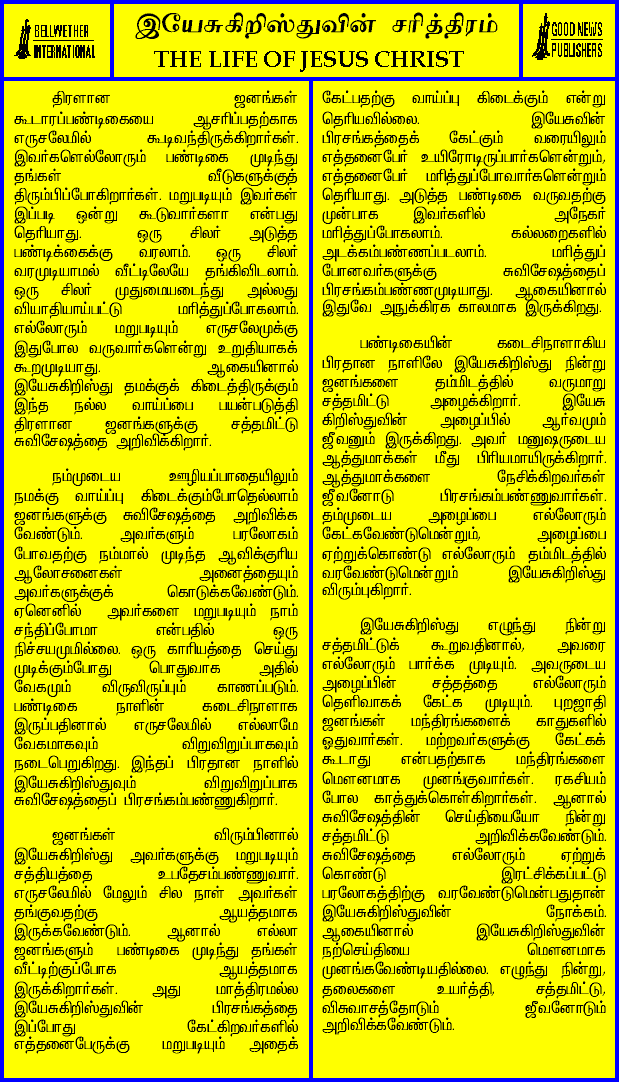 BELLWETHER
INTERNATIONAL
இயேசுகிறிஸ்துவின் சரித்திரம்
THE LIFE OF JESUS CHRIST
GOOD NEWS
PUBLISHERS
திரளான ஜனங்கள்
கூடாரப்பண்டிகையை ஆசரிப்பதற்காக
எருசலேமில் கூடிவந்திருக்கிறார்கள்.
இவர்களெல்லோரும் பண்டிகை முடிந்து
தங்கள் வீடுகளுக்குத்
திரும்பிப்போகிறார்கள். மறுபடியும் இவர்கள்
இப்படி ஒன்று கூடுவார்களா என்பது
தெரியாது. ஒரு சிலர் அடுத்த
பண்டிக்கைக்கு வரலாம். ஒரு சிலர்
வரமுடியாமல் வீட்டிலேயே தங்கிவிடலாம்.
ஒரு சிலர் முதுமையடைந்து அல்லது
வியாதியாய்பட்டு மரித்துப்போகலாம்.
எல்லோரும் மறுபடியும் எருசலேமுக்கு
இதுபோல வருவார்களென்று உறுதியாகக்
கூறமுடியாது. ஆகையினால்
இயேசுகிறிஸ்து தமக்குக் கிடைத்திருக்கும்
இந்த நல்ல வாய்ப்பை பயன்படுத்தி
திரளான ஜனங்களுக்கு சத்தமிட்டு
சுவிசேஷத்தை அறிவிக்கிறார்.
நம்முடைய ஊழியப்பாதையிலும்
நமக்கு வாய்ப்பு கிடைக்கும்போதெல்லாம்
ஜனங்களுக்கு சுவிசேஷத்தை அறிவிக்க
வேண்டும். அவர்களும் பரலோகம்
போவதற்கு நம்மால் முடிந்த ஆவிக்குரிய
ஆலோசனைகள் அனைத்தையும்
அவர்களுக்குக் கொடுக்கவேண்டும்.
ஏனெனில் அவர்களை மறுபடியும் நாம்
சந்திப்போமா என்பதில் ஒரு
நிச்சயமுமில்லை. ஒரு காரியத்தை செய்து
முடிக்கும்போது பொதுவாக அதில்
வேகமும் விருவிருப்பும் காணப்படும்.
பண்டிகை நாளின் கடைசிநாளாக
இருப்பதினால் எருசலேமில் எல்லாமே
வேகமாகவும் விறுவிறுப்பாகவும்
நடைபெறுகிறது. இந்தப் பிரதான நாளில்
இயேசுகிறிஸ்துவும் விறுவிறுப்பாக
சுவிசேஷத்தைப் பிரசங்கம்பண்ணுகிறார்.
ஜனங்கள் விரும்பினால்
இயேசுகிறிஸ்து அவர்களுக்கு மறுபடியும்
சத்தியத்தை உபதேசம்பண்ணுவார்.
எருசலேமில் மேலும் சில நாள் அவர்கள்
தங்குவதற்கு ஆயத்தமாக
இருக்கவேண்டும். ஆனால் எல்லா
ஜனங்களும் பண்டிகை முடிந்து தங்கள்
வீட்டிற்குப்போக ஆயத்தமாக
இருக்கிறார்கள். அது மாத்திரமல்ல
இயேசுகிறிஸ்துவின் பிரசங்கத்தை
இப்போது கேட்கிறவர்களில்
எத்தனைபேருக்கு மறுபடியும் அதைக்
கேட்பதற்கு வாய்ப்பு கிடைக்கும் என்று
தெரியவில்லை. இயேசுவின்
பிரசங்கத்தைக் கேட்கும் வரையிலும்
எத்தனைபேர் உயிரோடிருப்பார்களென்றும்,
எத்தனைபேர் மரித்துப்போவார்களென்றும்
தெரியாது. அடுத்த பண்டிகை வருவதற்கு
முன்பாக இவர்களில் அநேகர்
மரித்துப்போகலாம். கல்லறைகளில்
அடக்கம்பண்ணப்படலாம். மரித்துப்
போனவர்களுக்கு சுவிசேஷத்தைப்
பிரசங்கம்பண்ணமுடியாது. ஆகையினால்
இதுவே அநுக்கிரக காலமாக இருக்கிறது.
பண்டிகையின் கடைசிநாளாகிய
பிரதான நாளிலே இயேசுகிறிஸ்து நின்று
ஜனங்களை தம்மிடத்தில் வருமாறு
சத்தமிட்டு அழைக்கிறார். இயேசு
கிறிஸ்துவின் அழைப்பில் ஆர்வமும்
ஜீவனும் இருக்கிறது. அவர் மனுஷருடைய
ஆத்துமாக்கள் மீது பிரியமாயிருக்கிறார்.
ஆத்துமாக்களை நேசிக்கிறவர்கள்
ஜீவனோடு பிரசங்கம்பண்ணுவார்கள்.
தம்முடைய அழைப்பை எல்லோரும்
கேட்கவேண்டுமென்றும், அழைப்பை
ஏற்றுக்கொண்டு எல்லோரும் தம்மிடத்தில்
வரவேண்டுமென்றும் இயேசுகிறிஸ்து
விரும்புகிறார்.
இயேசுகிறிஸ்து எழுந்து நின்று
சத்தமிட்டுக் கூறுவதினால், அவரை
எல்லோரும் பார்க்க முடியும். அவருடைய
அழைப்பின் சத்தத்தை எல்லோரும்
தெளிவாகக் கேட்க முடியும். புறஜாதி
ஜனங்கள் மந்திரங்களைக் காதுகளில்
ஓதுவார்கள். மற்றவர்களுக்கு கேட்கக்
கூடாது என்பதற்காக மந்திரங்களை
மௌனமாக முனங்குவார்கள். ரகசியம்
போல காத்துக்கொள்கிறார்கள். ஆனால்
சுவிசேஷத்தின் செய்தியையோ நின்று
சத்தமிட்டு அறிவிக்கவேண்டும்.
சுவிசேஷத்தை எல்லோரும் ஏற்றுக்
கொண்டு இரட்சிக்கப்பட்டு
பரலோகத்திற்கு வரவேண்டுமென்பதுதான்
இயேசுகிறிஸ்துவின் நோக்கம்.
ஆகையினால் இயேசுகிறிஸ்துவின்
நற்செய்தியை மௌனமாக
முனங்கவேண்டியதில்லை. எழுந்து நின்று,
தலைகளை உயர்த்தி, சத்தமிட்டு,
விசுவாசத்தோடும் ஜீவனோடும்
அறிவிக்கவேண்டும்.